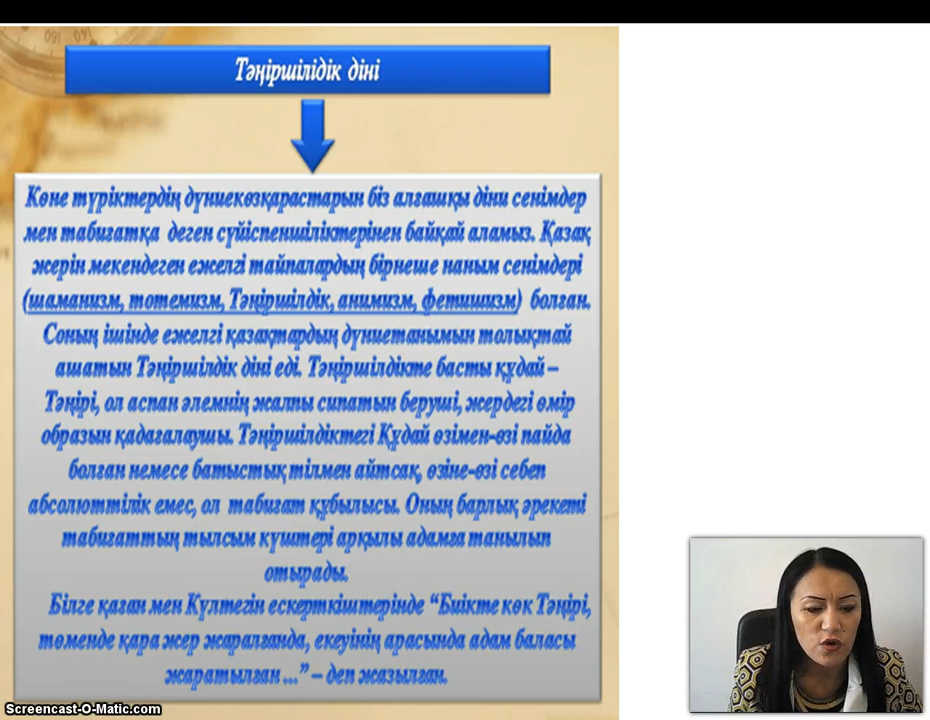 Тәңіршілідік діні
Көне түріктердің дүниекөзқарастарын біз алғашқы діни сенімдер
мен табиғатқа деген сүйіспеншіліктерінен байқай аламыз. Қазақ
жерін мекендеген ежелгі тайпалардың бірнеше наным сенімдері
(шаманизм, тотемизм, Тәңіршілдік, анимизм, фетишизм) болған.
Соның ішінде ежелгі қазақтардың дүниетанымын толықтай
ашатын Тәңіршілдік діні еді. Тәңіршілдікте басты құдай –
Тәңірі, ол аспан әлемнің жалпы сипатын беруші, жердегі өмір
образын қадағалаушы. Тәңіршілдіктегі Құдай өзімен-өзі пайда
болған немесе батыстық тілмен айтсақ, өзіне-өзі себеп
абсолюттілік емес, ол табиғат құбылысы. Оның барлық әрекеті
табиғаттың тылсым күштері арқылы адамға танылып
отырады.
Білге қаған мен Күлтегін ескерткіштерінде “Биікте көк Тәңірі,
төменде қара жер жаралғанда, екеуінің арасында адам баласы
жаратылған ...” – деп жазылған.
Screencast-O-Matic.com